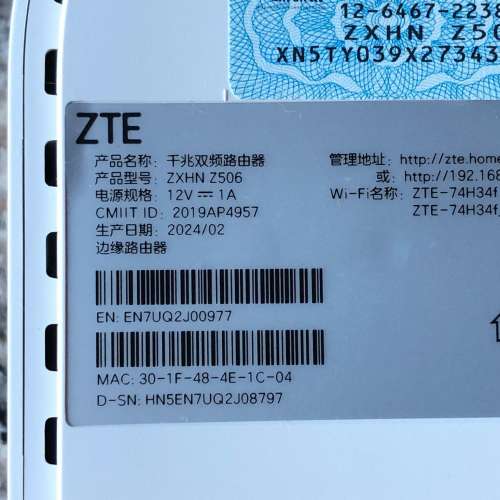 12-6467-2238
ZXHN Z50
XN5TY039X27343
ZTE
产品名称: 千兆双频路由器
产品型号: ZXHN Z506
电源规格: 12V ⎓ 1A
CMIIT ID: 2019AP4957
生产日期: 2024/02
边缘路由器
管理地址: http://zte.home
或: http://192.168
Wi-Fi名称: ZTE-74H34f
ZTE-74H34f
EN: EN7UQ2J00977
MAC: 30-1F-48-4E-1C-04
D-SN: HN5EN7UQ2J08797